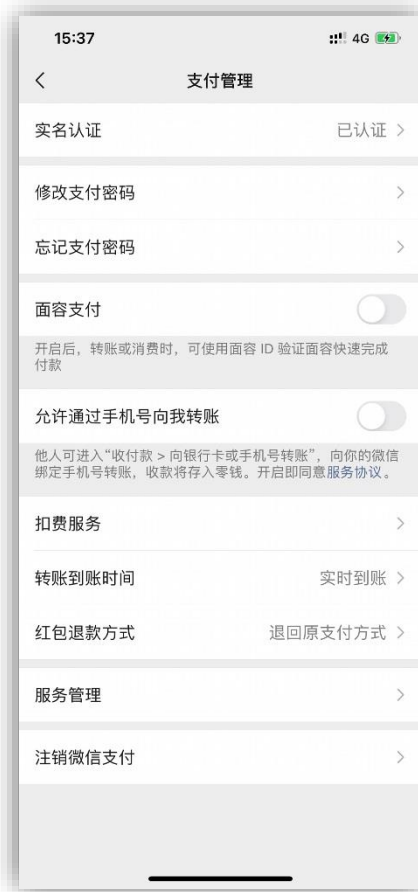 15:37
4G
支付管理
实名认证 已认证
修改支付密码
忘记支付密码
面容支付
开启后，转账或消费时，可使用面容 ID 验证面容快速完成
付款
允许通过手机号向我转账
他人可进入“收付款 > 向银行卡或手机号转账”，向你的微信
绑定手机号转账，收款将存入零钱。开启即同意服务协议。
扣费服务
转账到账时间 实时到账
红包退款方式 退回原支付方式
服务管理
注销微信支付